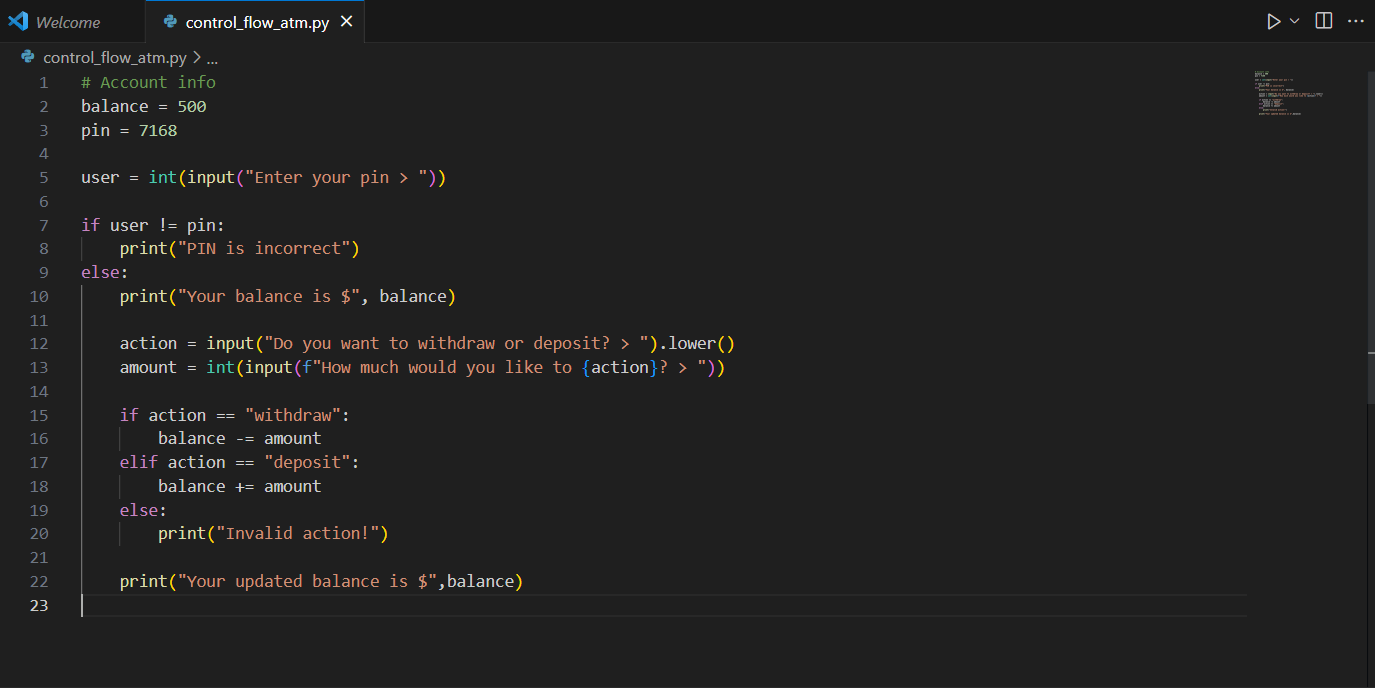 Welcome
control_flow_atm.py
control_flow_atm.py > ...
1 # Account info
2 balance = 500
3 pin = 7168
4
5 user = int(input("Enter your pin > "))
6
7 if user != pin:
8     print("PIN is incorrect")
9 else:
10     print("Your balance is $", balance)
11
12     action = input("Do you want to withdraw or deposit? > ").lower()
13     amount = int(input(f"How much would you like to {action}? > "))
14
15     if action == "withdraw":
16         balance -= amount
17     elif action == "deposit":
18         balance += amount
19     else:
20         print("Invalid action!")
21
22     print("Your updated balance is $",balance)
23